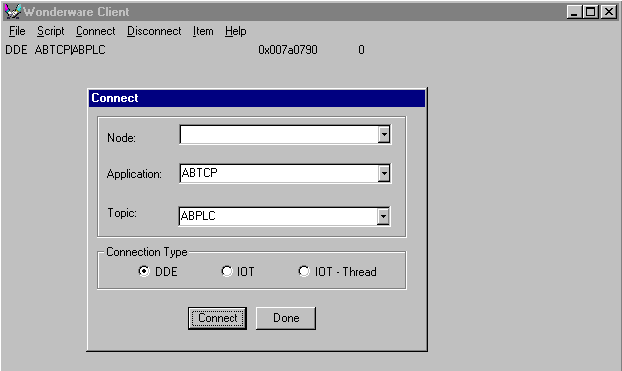 Wonderware Client
File Script Connect Disconnect Item Help
DDE ABTCP|ABPLC 0x007a0790 0
Connect
Node:
Application: ABTCP
Topic: ABPLC
Connection Type
DDE IOT IOT - Thread
Connect Done